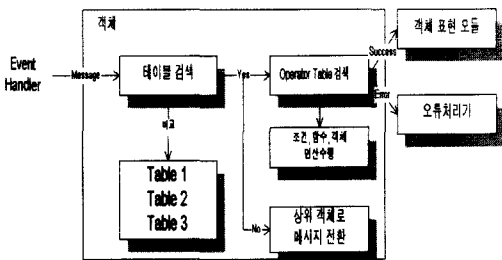 객체
객체 표현 모듈
Success
Event
Handler
Message
테이블 검색
Yes
Operator Table 검색
Error
오류처리기
비교
조건, 함수, 객체
연산수행
Table 1
Table 2
Table 3
No
상위 객체로
메시지 전환